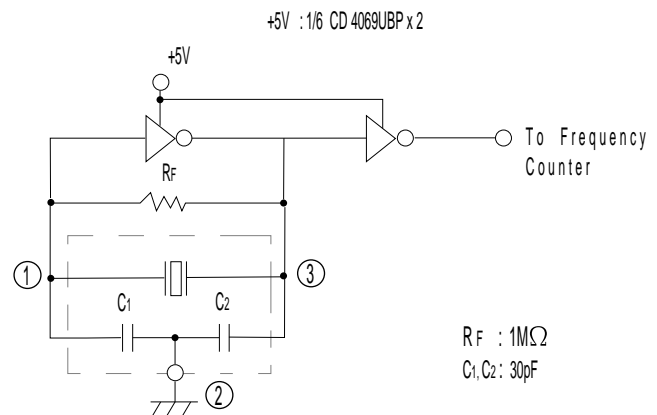 +5V : 1/6 CD 4069UBP x 2
+5V
To Frequency
Counter
RF
①
③
C1
C2
RF : 1MΩ
C1, C2 : 30pF
②